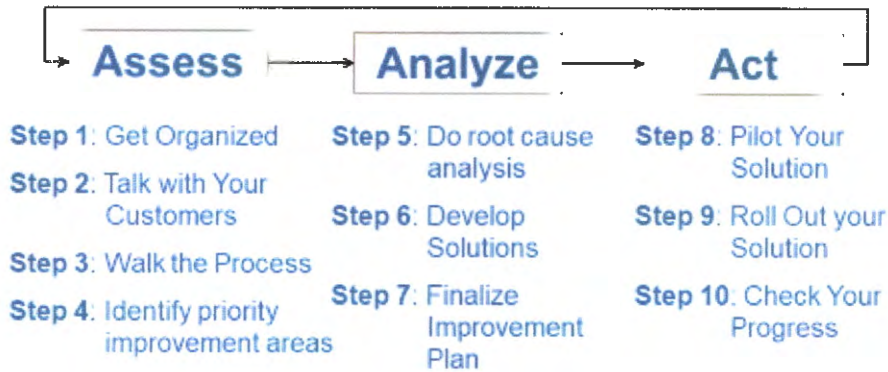 Assess
Analyze
Act
Step 1: Get Organized
Step 2: Talk with Your
Customers
Step 3: Walk the Process
Step 4: Identify priority
improvement areas
Step 5: Do root cause
analysis
Step 6: Develop
Solutions
Step 7: Finalize
Improvement
Plan
Step 8: Pilot Your
Solution
Step 9: Roll Out your
Solution
Step 10: Check Your
Progress